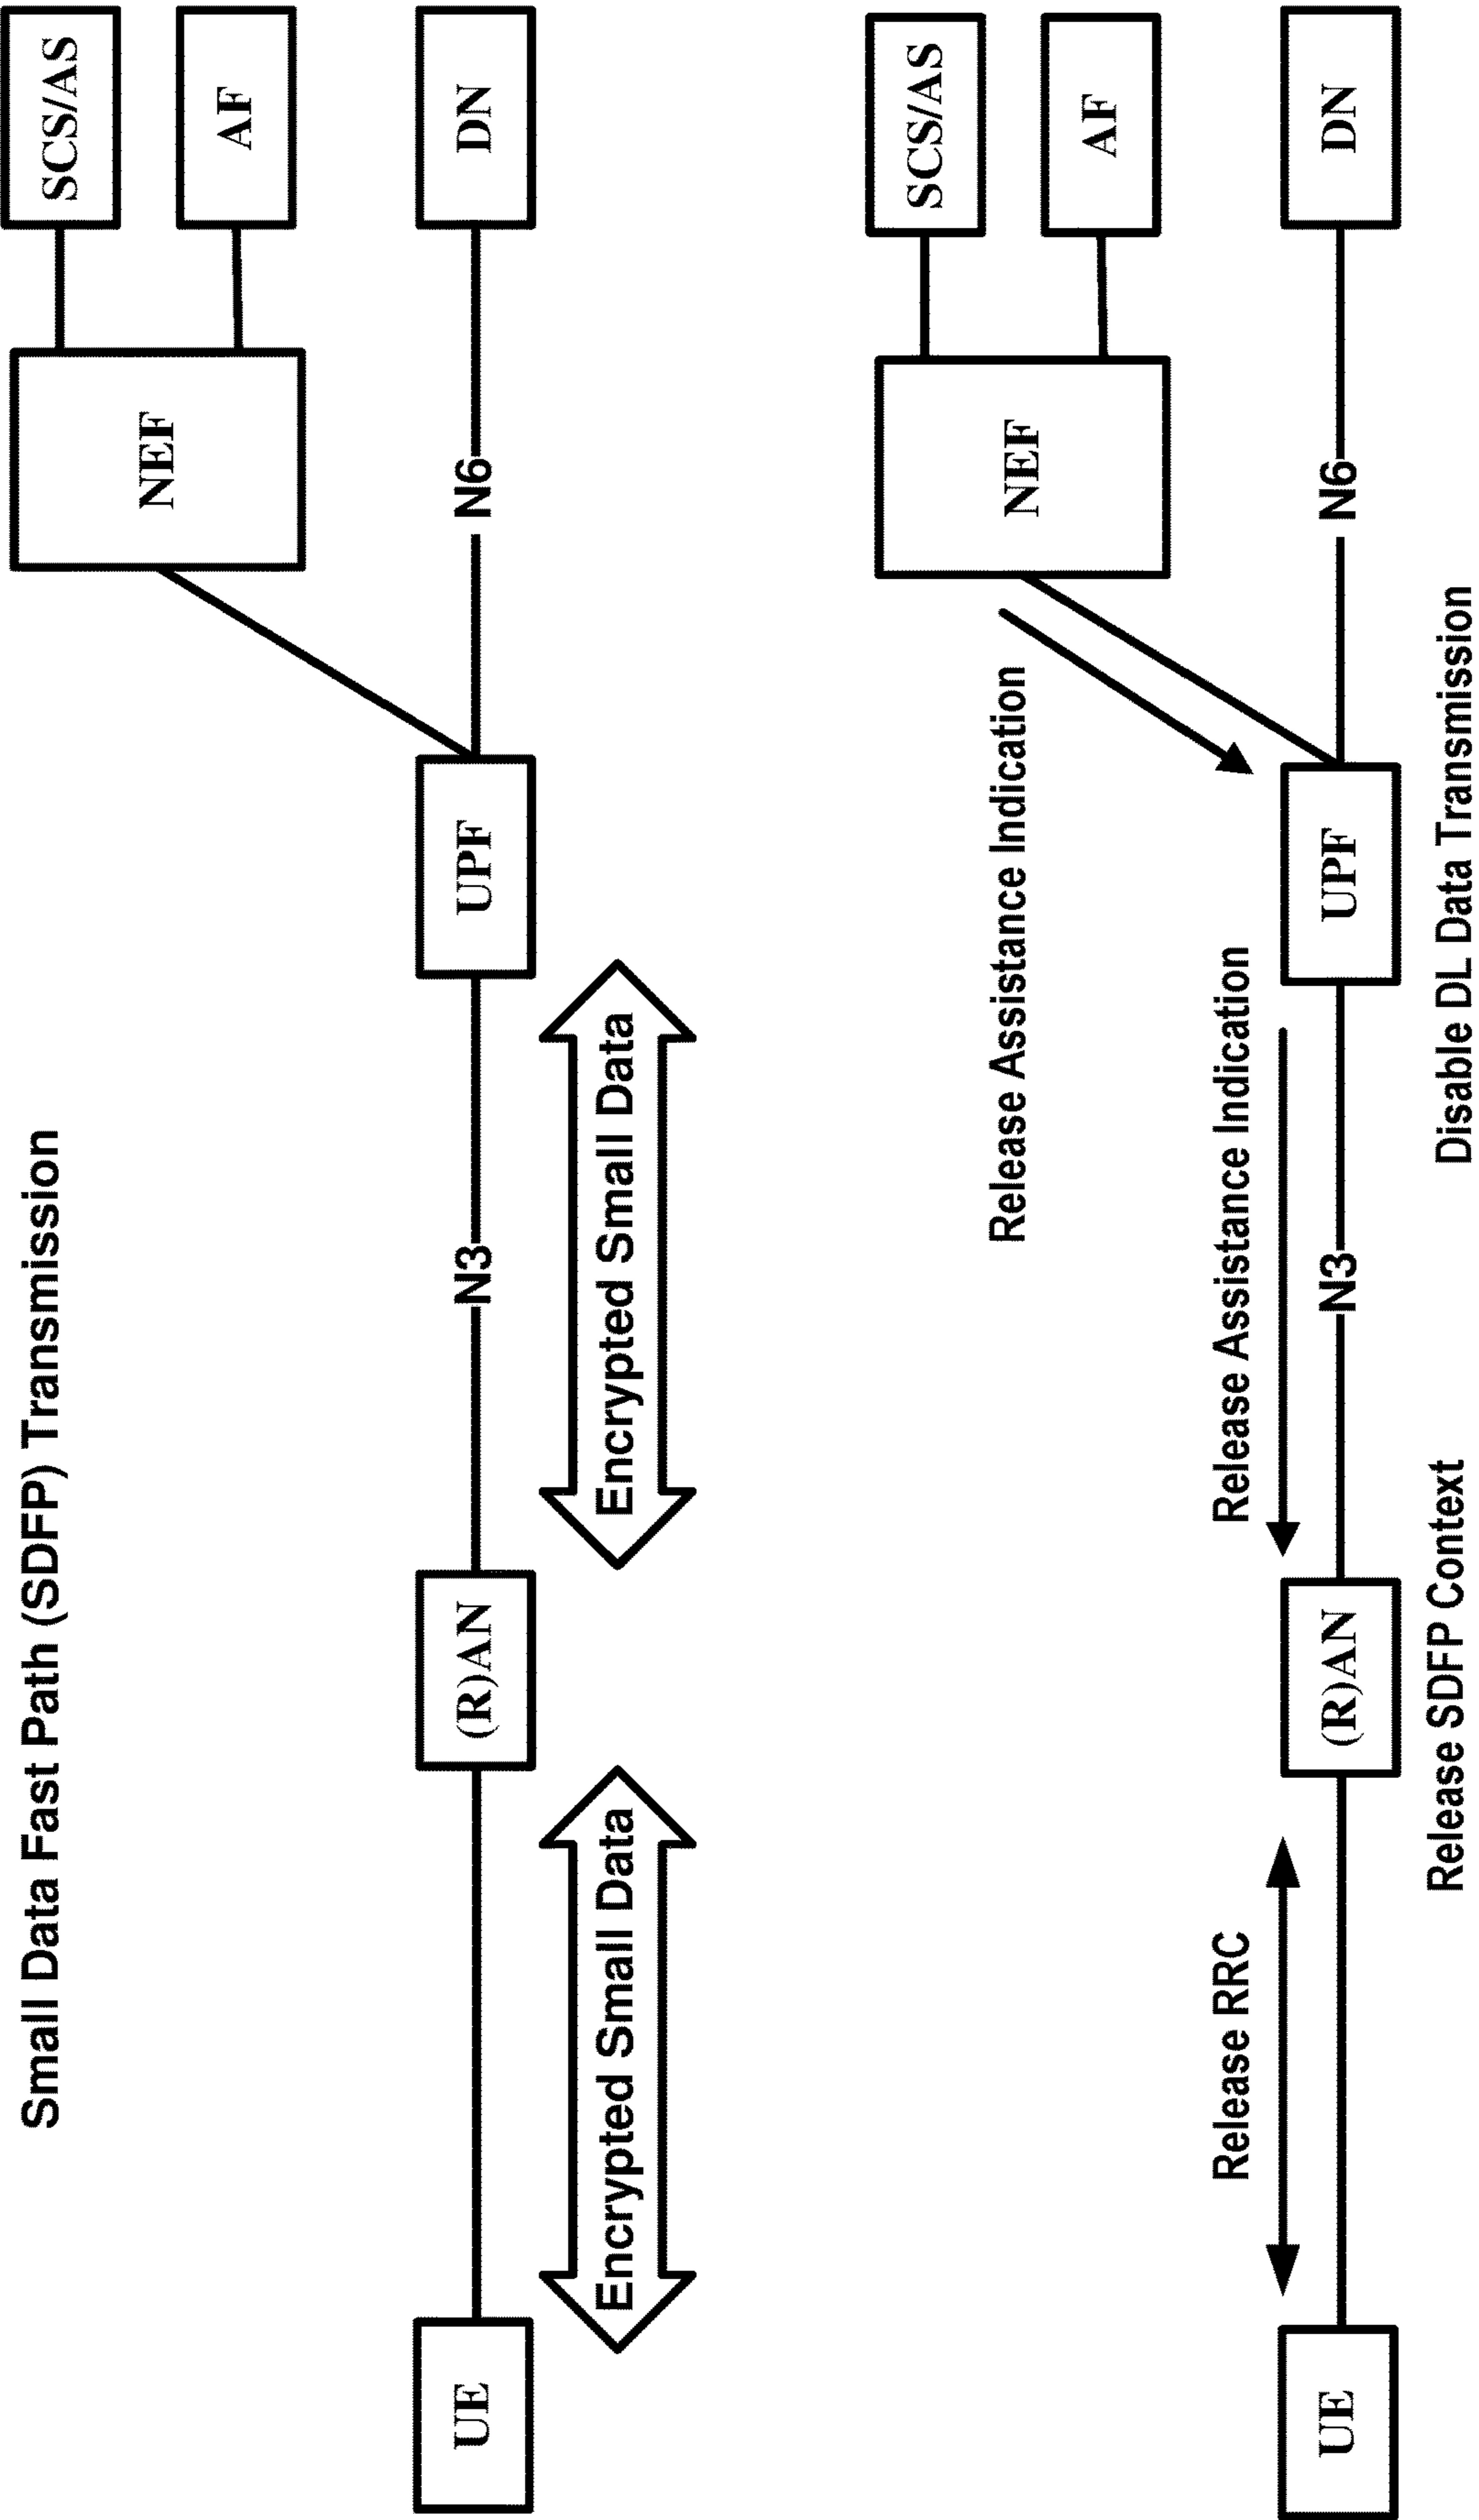 Small Data Fast Path (SDFP) Transmission
SCS/AS
NEF
AF
UE
(R)AN
N3
UPF
N6
DN
Encrypted Small Data
Encrypted Small Data
SCS/AS
NEF
AF
Release Assistance Indication
Release RRC
Release Assistance Indication
UE
(R)AN
N3
UPF
N6
DN
Release SDFP Context
Disable DL Data Transmission